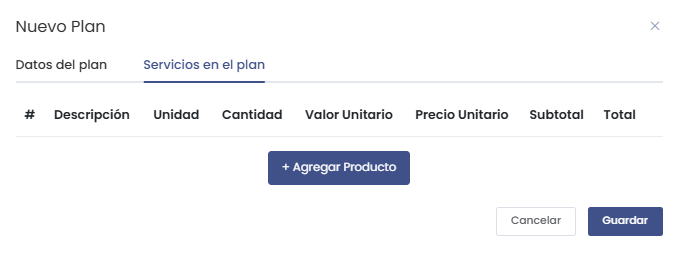 Nuevo Plan
Datos del plan Servicios en el plan
# Descripción Unidad Cantidad Valor Unitario Precio Unitario Subtotal Total
+ Agregar Producto
Cancelar Guardar